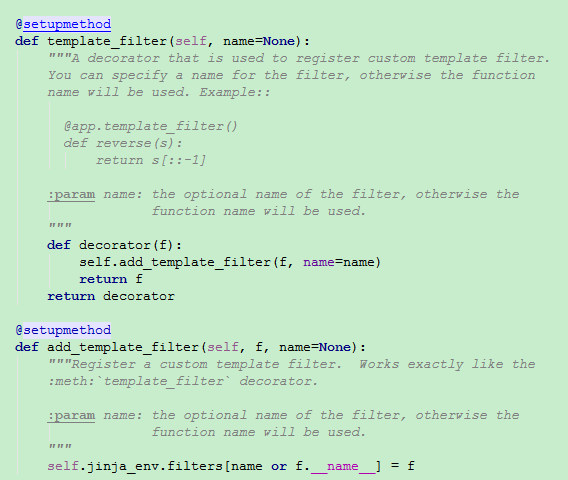 @setupmethod
def template_filter(self, name=None):
    """A decorator that is used to register custom template filter.
    You can specify a name for the filter, otherwise the function
    name will be used. Example::

      @app.template_filter()
      def reverse(s):
          return s[::-1]

    :param name: the optional name of the filter, otherwise the
                 function name will be used.
    """
    def decorator(f):
        self.add_template_filter(f, name=name)
        return f
    return decorator

@setupmethod
def add_template_filter(self, f, name=None):
    """Register a custom template filter.  Works exactly like the
    :meth:`template_filter` decorator.

    :param name: the optional name of the filter, otherwise the
                 function name will be used.
    """
    self.jinja_env.filters[name or f.__name__] = f